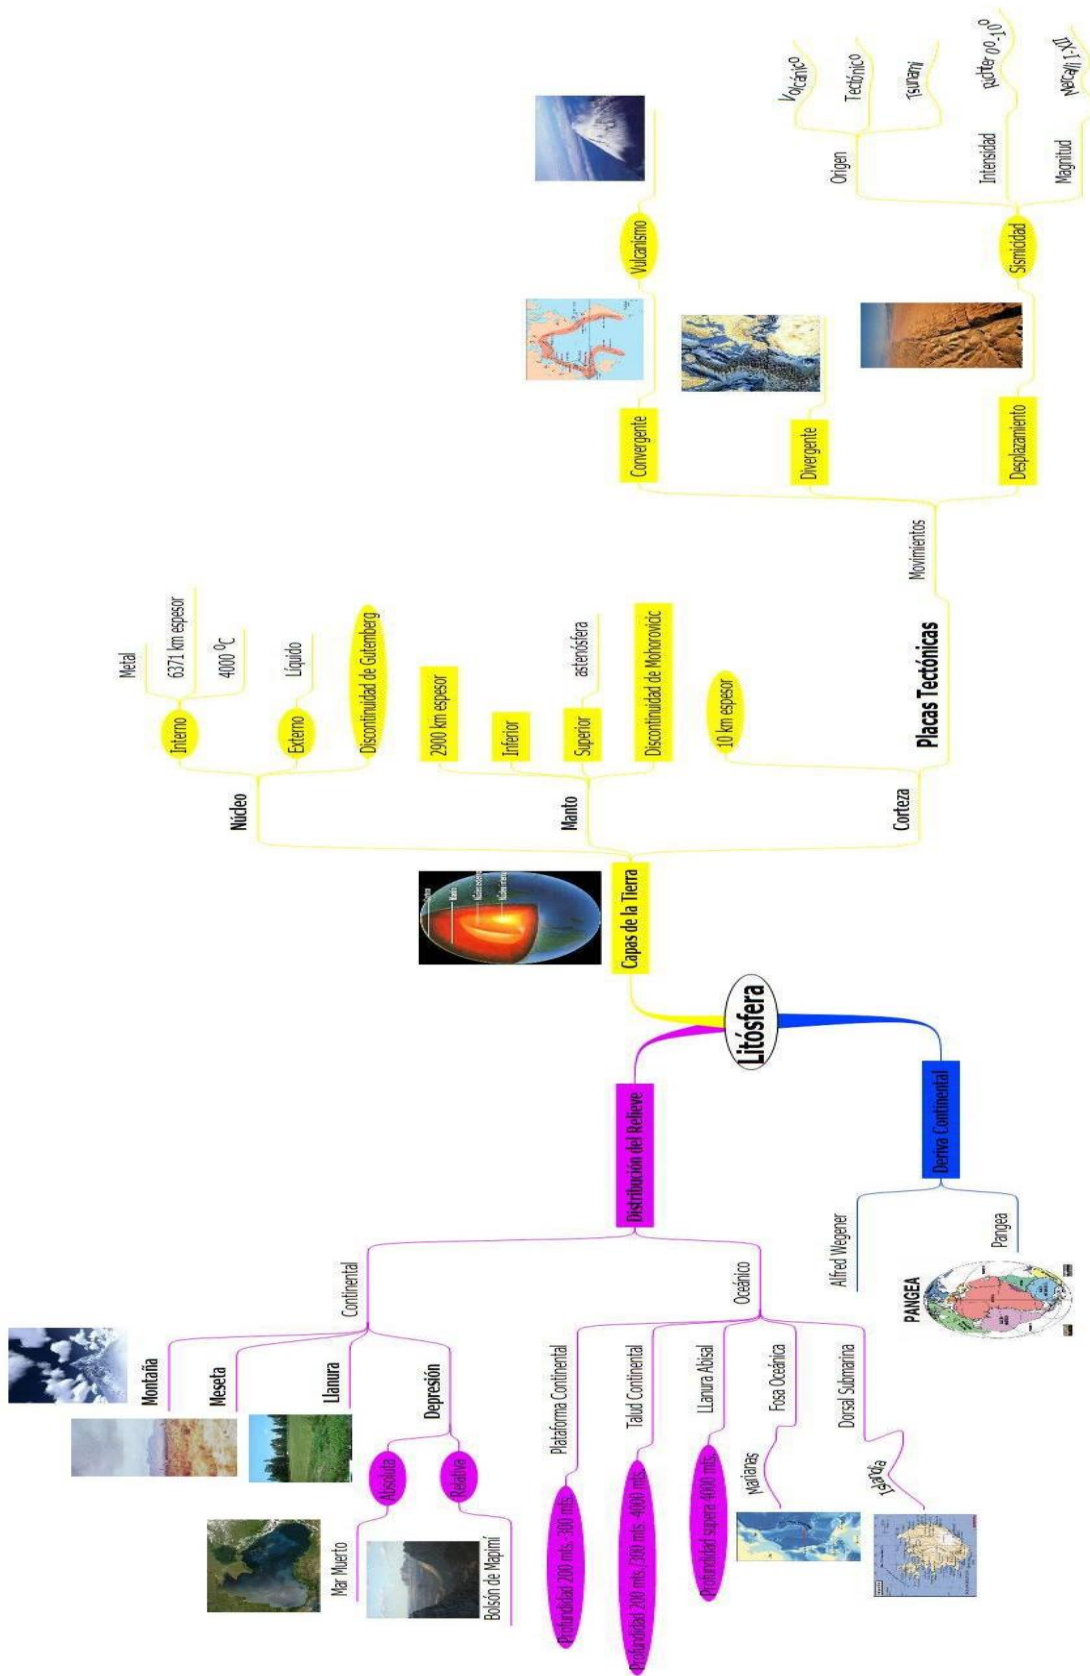 Litósfera
Capas de la Tierra
Núcleo
Interno
Metal
6371 km espesor
4000 ºC
Externo
Líquido
Discontinuidad de Gutemberg
Manto
2900 km espesor
Inferior
Superior
astenósfera
Discontinuidad de Mohorovicic
Corteza
10 km espesor
Placas Tectónicas
Movimientos
Convergente
Vulcanismo
Divergente
Desplazamiento
Sismicidad
Origen
Volcánico
Tectónico
Tsunami
Intensidad
Richter 0º-10º
Magnitud
Mercalli I-XII
Distribución del Relieve
Continental
Montaña
Meseta
Llanura
Depresión
Absoluta
Mar Muerto
Relativa
Bolsón de Mapimí
Oceánico
Plataforma Continental
Profundidad 200 mts.-300 mts.
Talud Continental
Profundidad 200 mts./300 mts.-4000 mts.
LLanura Abisal
Profundidad supera 4000 mts.
Fosa Oceánica
Marianas
Dorsal Submarina
Islandia
Deriva Continental
Alfred Wegener
Pangea
PANGEA